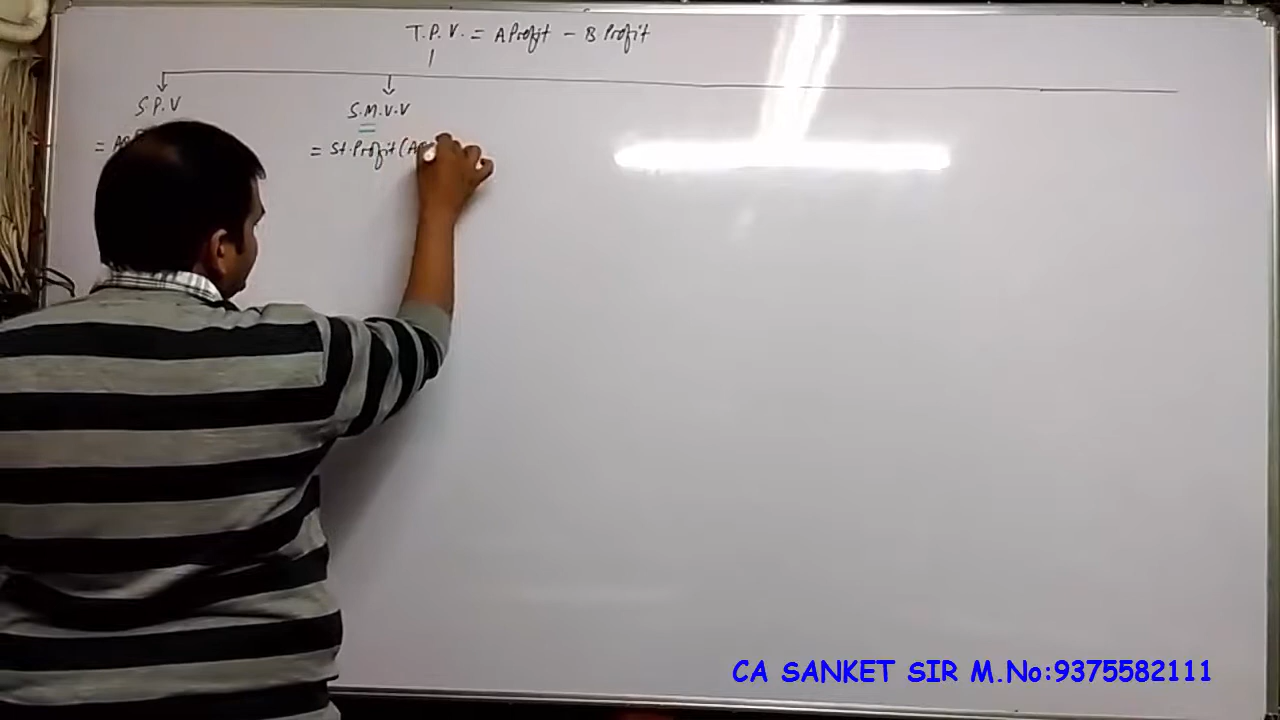 T.P.V. = A Profit - B Profit
S.P.V
S.M.V.V
=
= St.Profit (A
CA SANKET SIR M.No:9375582111